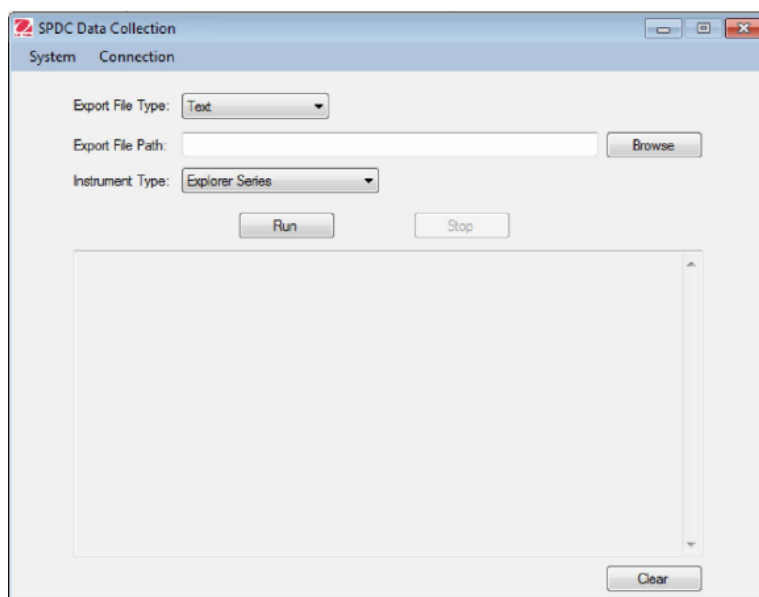 SPDC Data Collection
System Connection
Export File Type: Text
Export File Path: Browse
Instrument Type: Explorer Series
Run Stop
Clear